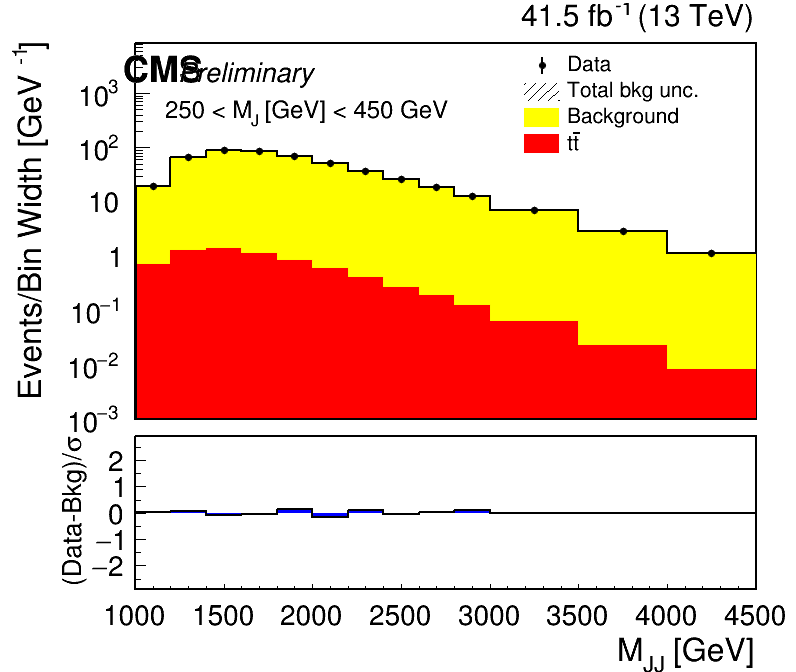 41.5 fb⁻¹ (13 TeV)
CMS Preliminary
250 < M_J [GeV] < 450 GeV
Data
Total bkg unc.
Background
tt̄
Events/Bin Width [GeV⁻¹]
10³
10²
10
1
10⁻¹
10⁻²
10⁻³
(Data-Bkg)/σ
2
1
0
−1
−2
1000 1500 2000 2500 3000 3500 4000 4500
M_JJ [GeV]